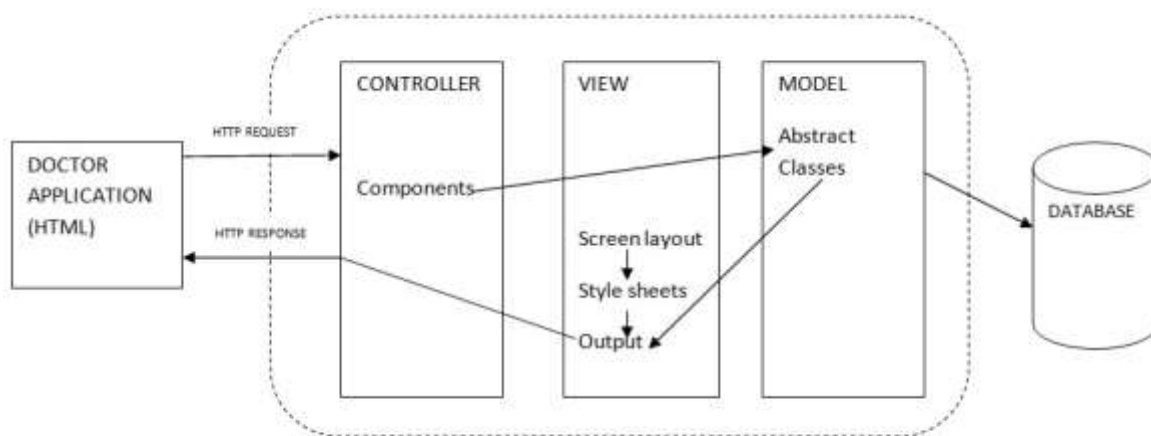 DOCTOR
APPLICATION
(HTML)
HTTP REQUEST
HTTP RESPONSE
CONTROLLER
Components
VIEW
Screen layout
Style sheets
Output
MODEL
Abstract
Classes
DATABASE